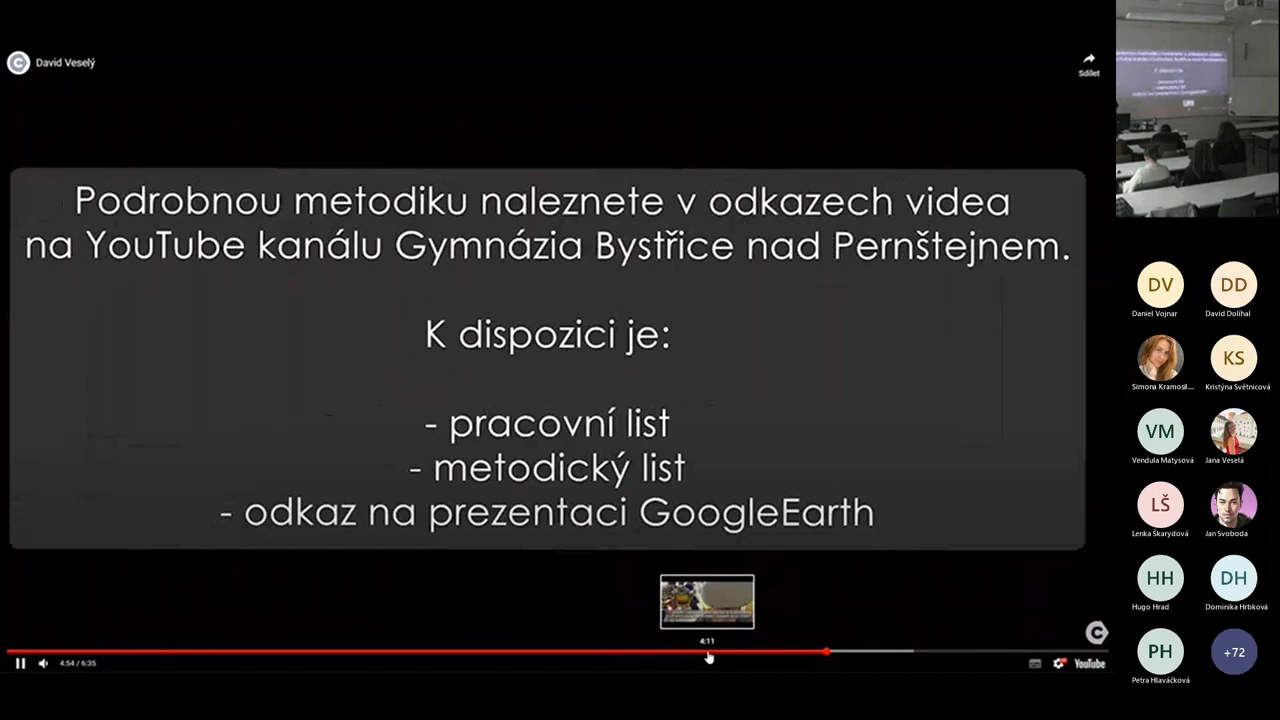 David Veselý
Sdílet
Podrobnou metodiku naleznete v odkazech videa
na YouTube kanálu Gymnázia Bystřice nad Pernštejnem.
K dispozici je:
- pracovní list
- metodický list
- odkaz na prezentaci GoogleEarth
4:11
4:54 / 6:35
YouTube
DV
Daniel Vojnar
DD
David Dolíhal
Simona Kramosil...
KS
Kristýna Světnicová
VM
Vendula Matysová
Jana Veselá
LŠ
Lenka Škarydová
Jan Svoboda
HH
Hugo Hrad
DH
Dominika Hrbková
PH
Petra Hlaváčková
+72